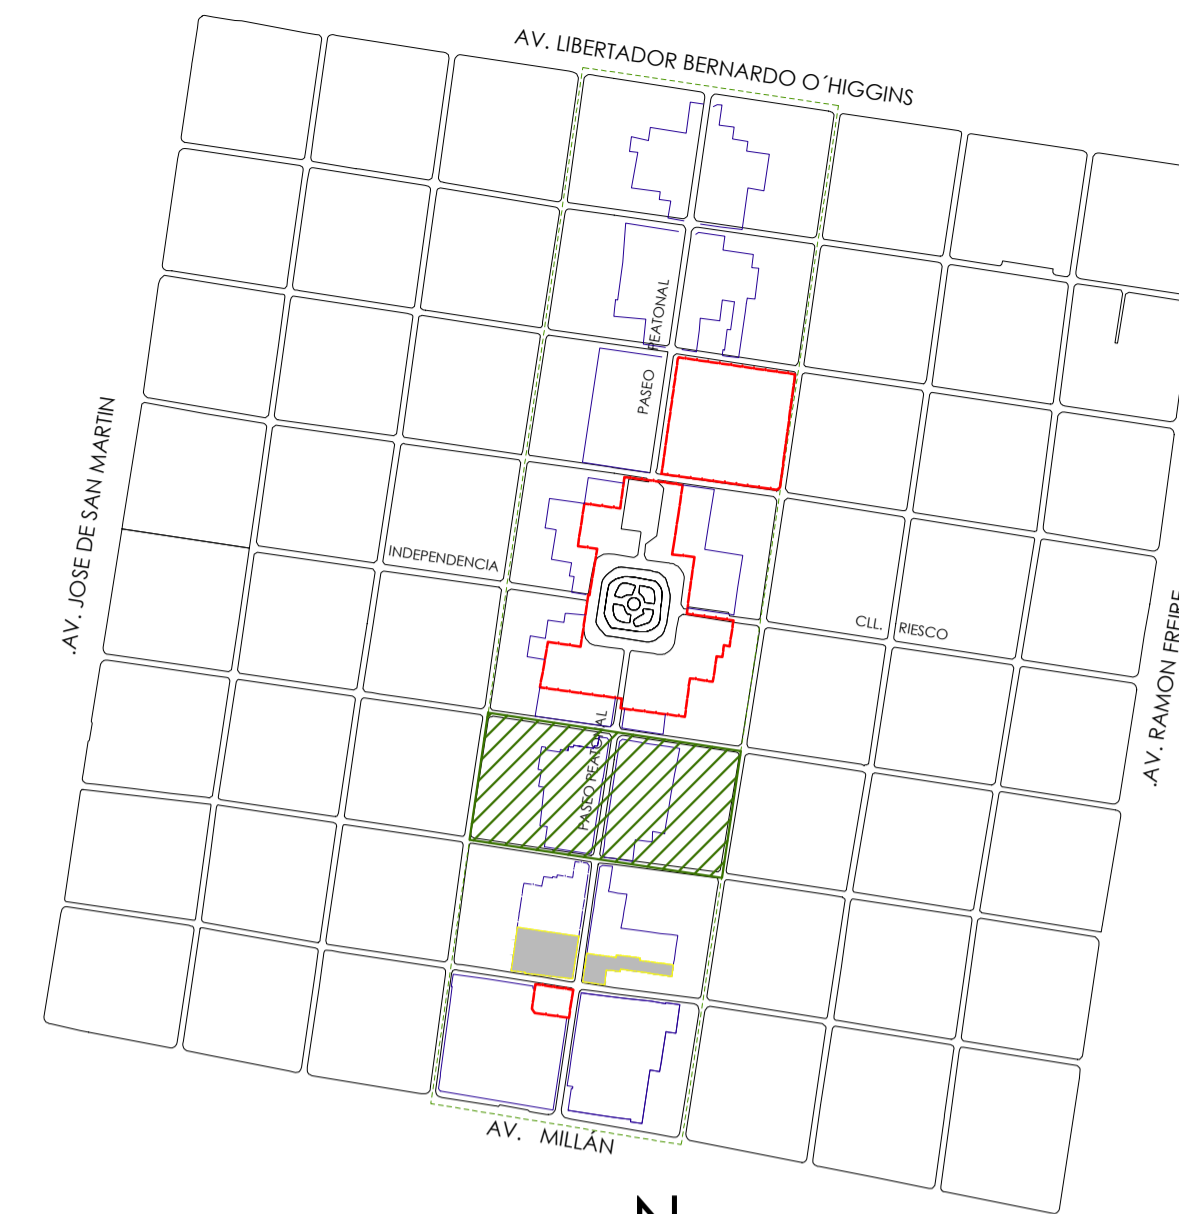 AV. LIBERTADOR BERNARDO O´HIGGINS
PASEO PEATONAL
.AV. JOSE DE SAN MARTIN
INDEPENDENCIA
CLL. RIESCO
.AV. RAMON FREIRE
PASEO PEATONAL
AV. MILLÁN
N